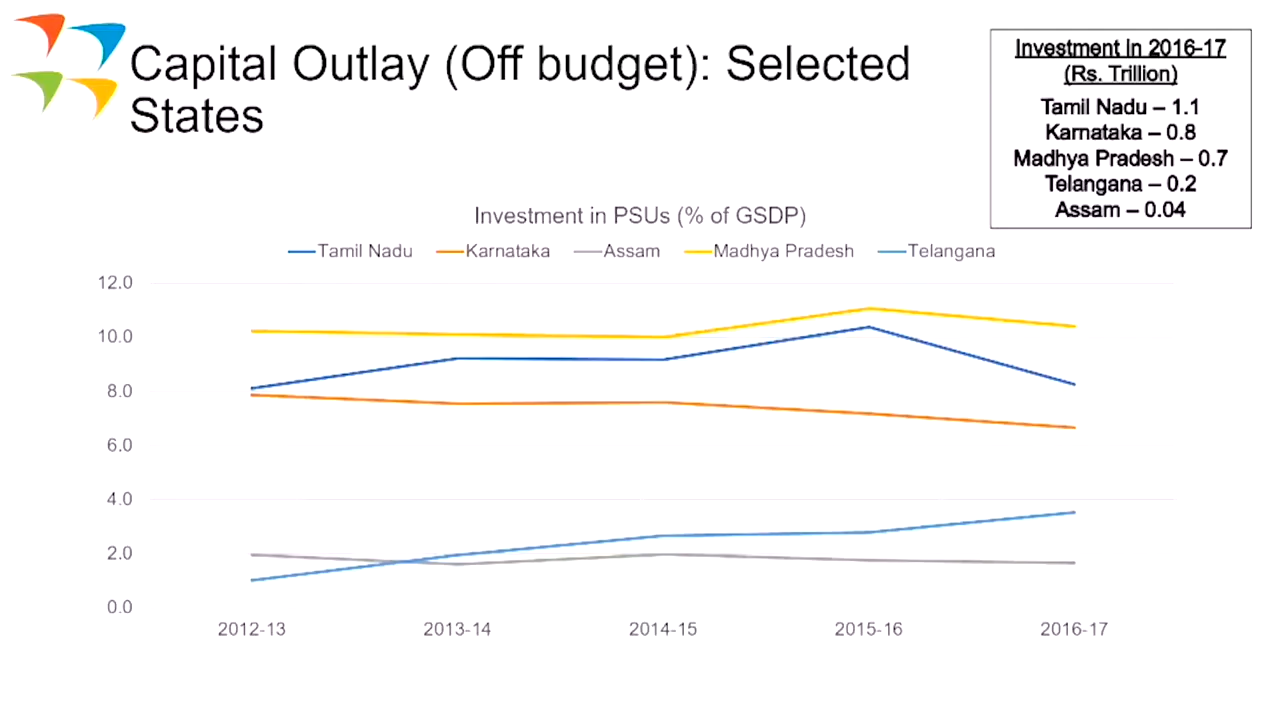 Capital Outlay (Off budget): Selected
States
Investment in 2016-17
(Rs. Trillion)
Tamil Nadu – 1.1
Karnataka – 0.8
Madhya Pradesh – 0.7
Telangana – 0.2
Assam – 0.04
Investment in PSUs (% of GSDP)
Tamil Nadu Karnataka Assam Madhya Pradesh Telangana
12.0
10.0
8.0
6.0
4.0
2.0
0.0
2012-13 2013-14 2014-15 2015-16 2016-17